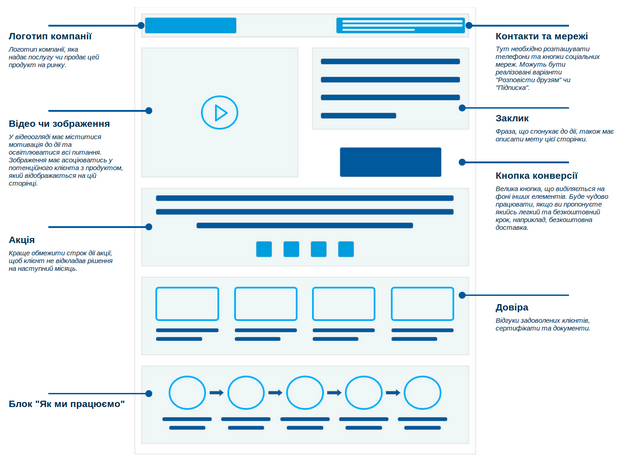 Логотип компанії
Логотип компанії, яка
надає послугу чи продає цей
продукт на ринку.
Відео чи зображення
У відеоогляді має міститися
мотивація до дії та
освітлюватися всі питання.
Зображення має асоціюватись у
потенційного клієнта з продуктом,
який відображається на цій
сторінці.
Акція
Краще обмежити строк дії акції,
щоб клієнт не відкладав рішення
на наступний місяць.
Блок "Як ми працюємо"
Контакти та мережі
Тут необхідно розташувати
телефони та кнопки соціальних
мереж. Можуть бути
реалізовані варіанти
"Розповісти друзям" чи
"Підписка".
Заклик
Фраза, що спонукає до дії, також має
описати мету цієї сторінки.
Кнопка конверсії
Велика кнопка, що виділяється на
фоні інших елементів. Буде чудово
працювати, якщо ви пропонуєте
якийсь легкий та безкоштовний
крок, наприклад, безкоштовна
доставка.
Довіра
Відгуки задоволених клієнтів,
сертифікати та документи.